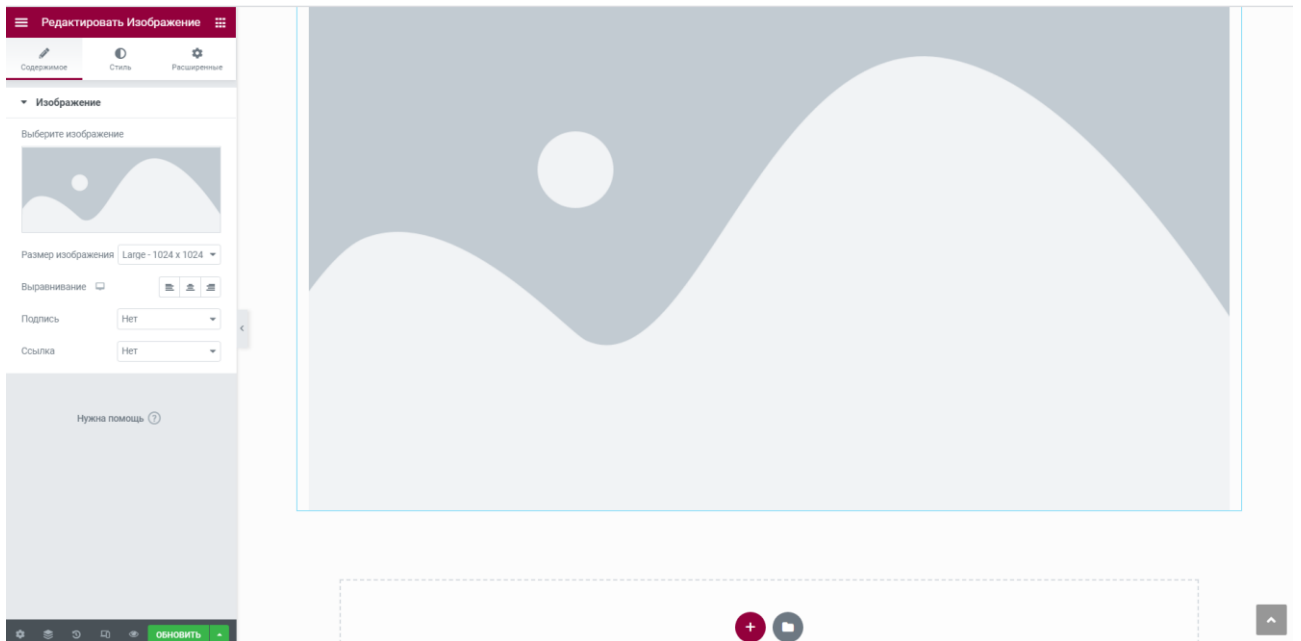 Редактировать Изображение
Содержимое Стиль Расширенные
Изображение
Выберите изображение
Размер изображения Large - 1024 x 1024
Выравнивание
Подпись Нет
Ссылка Нет
Нужна помощь ?
ОБНОВИТЬ